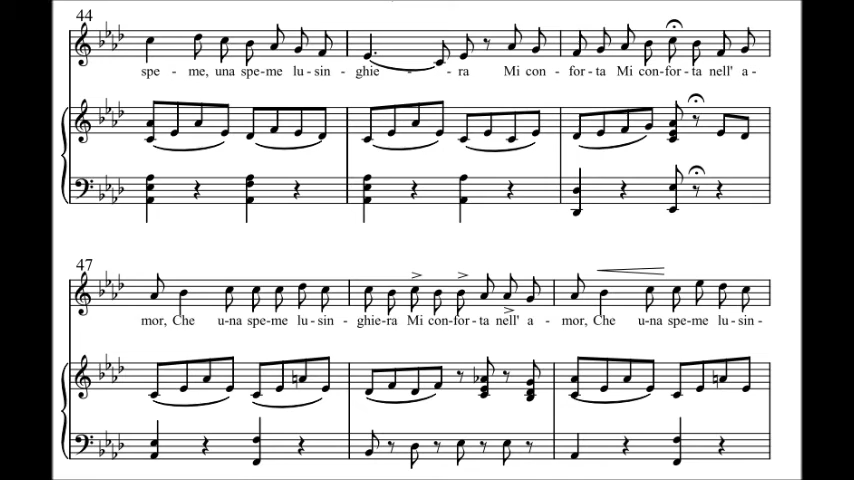 44
spe - me, una spe-me lu-sin - ghie - - ra Mi con - for-ta Mi con-for-ta nell' a-
47
mor, Che u-na spe-me lu-sin - ghie-ra Mi con-for-ta nell' a - mor, Che u-na spe-me lu-sin -